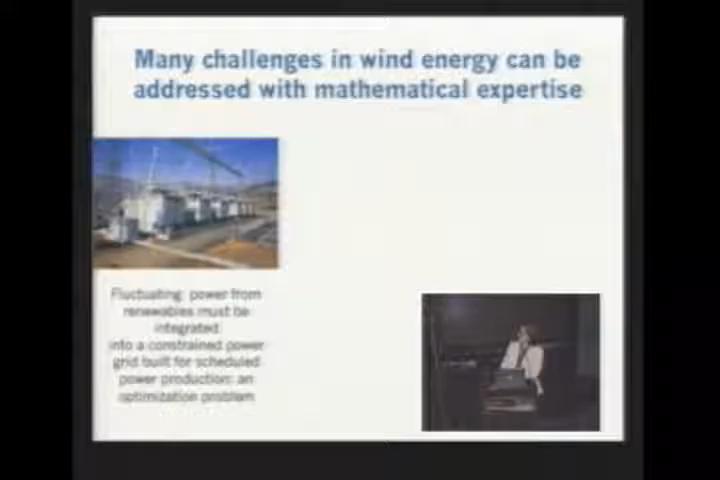 Many challenges in wind energy can be
addressed with mathematical expertise
Fluctuating power from
renewables must be
integrated
into a constrained power
grid built for scheduled
power production: an
optimization problem